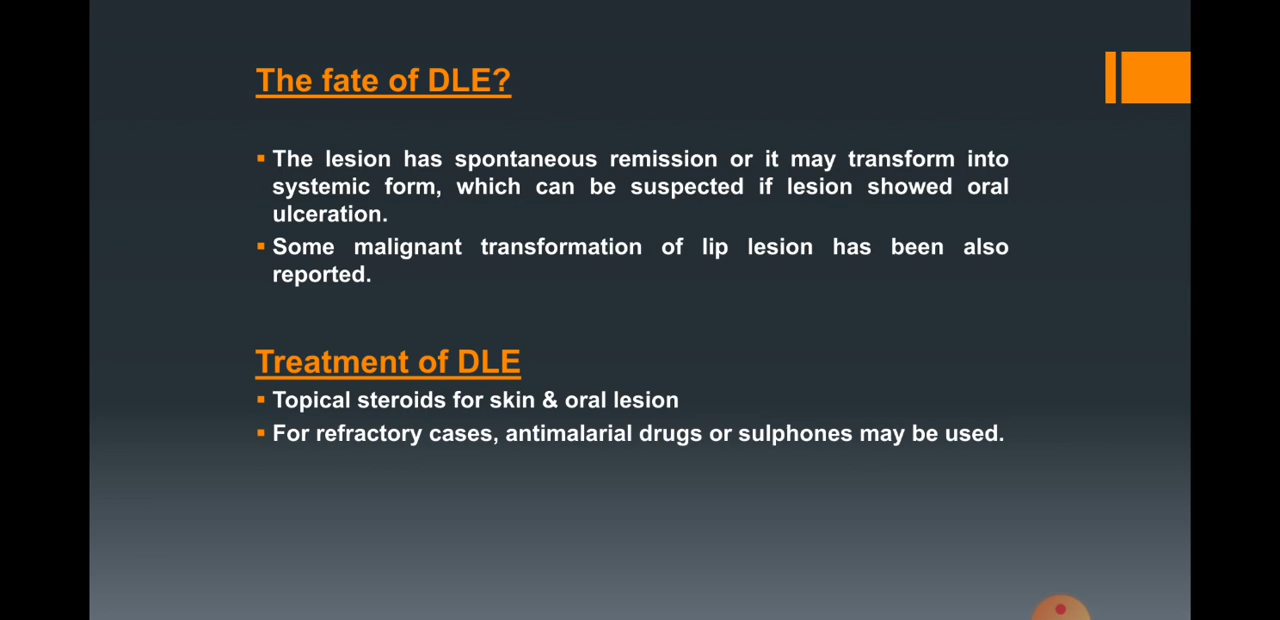 The fate of DLE?
▪ The lesion has spontaneous remission or it may transform into
systemic form, which can be suspected if lesion showed oral
ulceration.
▪ Some malignant transformation of lip lesion has been also
reported.
Treatment of DLE
▪ Topical steroids for skin & oral lesion
▪ For refractory cases, antimalarial drugs or sulphones may be used.